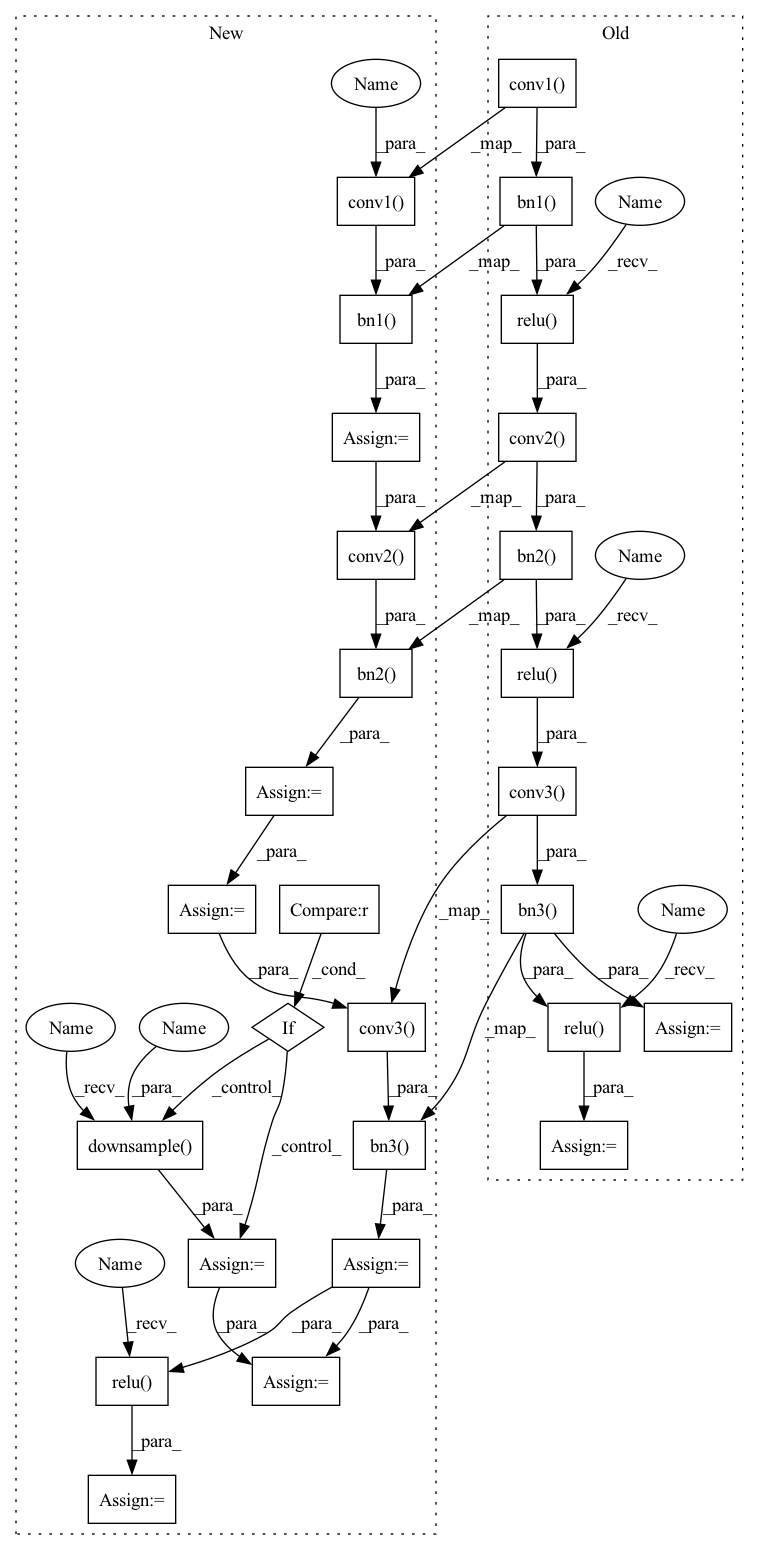 New
Old
Name
conv1()
_para_
_map_
_para_
conv1()
bn1()
Name
_para_
_map_
_para_
_recv_
bn1()
relu()
_para_
_para_
Assign:=
conv2()
_para_
_map_
_para_
conv2()
bn2()
Name
_para_
_map_
_para_
_recv_
bn2()
relu()
_para_
_para_
Assign:=
conv3()
_para_
_para_
Assign:=
Compare:r
bn3()
Name
_map_
_para_
_cond_
_para_
_para_
_recv_
Name
Name
If
conv3()
relu()
Assign:=
_map_
_recv_
_para_
_control_
_para_
_para_
downsample()
_control_
bn3()
Assign:=
_para_
_para_
Name
Assign:=
Assign:=
_recv_
_para_
_para_
_para_
relu()
Assign:=
_para_
Assign:=